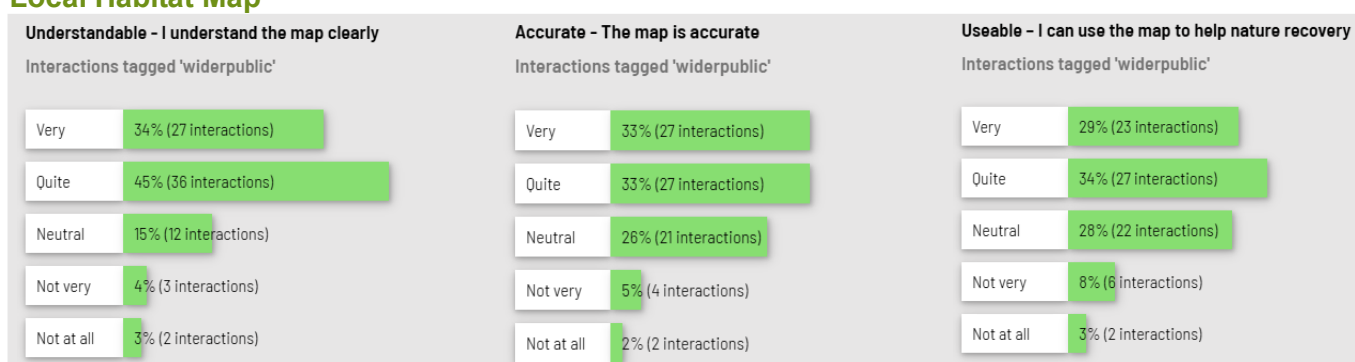 Local Habitat Map
Understandable - I understand the map clearly
Interactions tagged 'widerpublic'
Very 34% (27 interactions)
Quite 45% (36 interactions)
Neutral 15% (12 interactions)
Not very 4% (3 interactions)
Not at all 3% (2 interactions)
Accurate - The map is accurate
Interactions tagged 'widerpublic'
Very 33% (27 interactions)
Quite 33% (27 interactions)
Neutral 26% (21 interactions)
Not very 5% (4 interactions)
Not at all 2% (2 interactions)
Useable – I can use the map to help nature recovery
Interactions tagged 'widerpublic'
Very 29% (23 interactions)
Quite 34% (27 interactions)
Neutral 28% (22 interactions)
Not very 8% (6 interactions)
Not at all 3% (2 interactions)